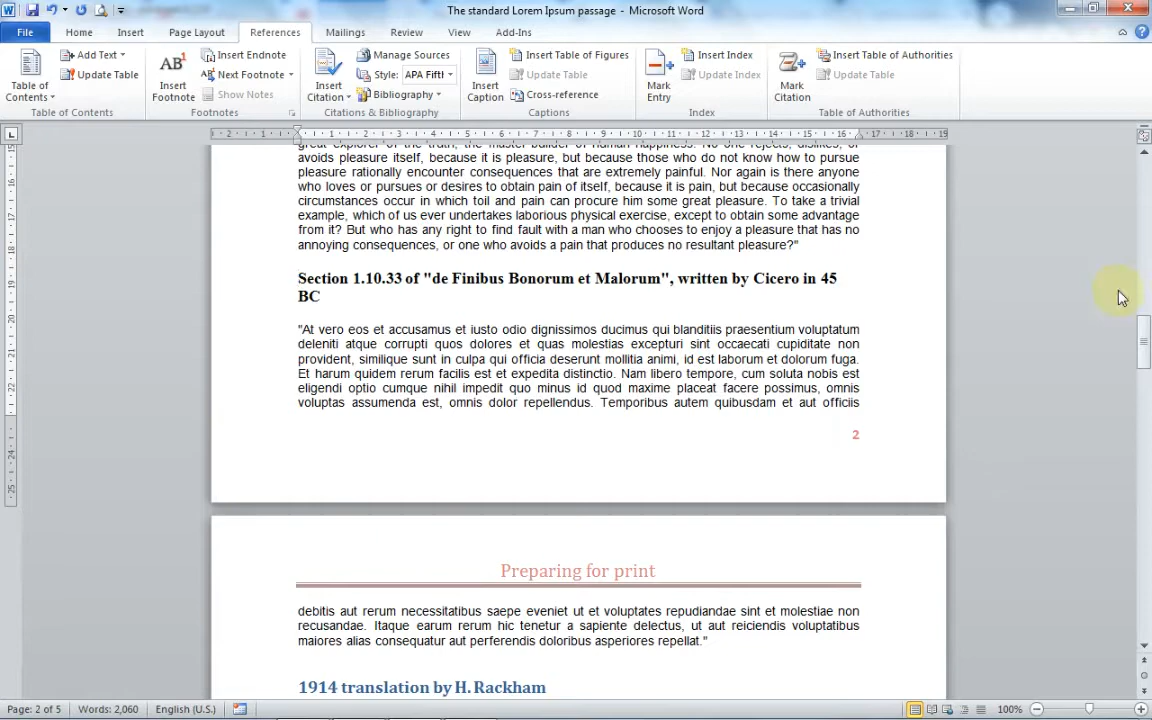 The standard Lorem Ipsum passage - Microsoft Word
File Home Insert Page Layout References Mailings Review View Add-Ins
Table of Contents
Add Text
Update Table
Table of Contents
AB¹ Insert Footnote
Insert Endnote
Next Footnote
Show Notes
Footnotes
Insert Citation
Manage Sources
Style: APA Fift
Bibliography
Citations & Bibliography
Insert Caption
Insert Table of Figures
Update Table
Cross-reference
Captions
Mark Entry
Insert Index
Update Index
Index
Mark Citation
Insert Table of Authorities
Update Table
Table of Authorities
great explorer of the truth, the master-builder of human happiness. No one rejects, dislikes, or
avoids pleasure itself, because it is pleasure, but because those who do not know how to pursue
pleasure rationally encounter consequences that are extremely painful. Nor again is there anyone
who loves or pursues or desires to obtain pain of itself, because it is pain, but because occasionally
circumstances occur in which toil and pain can procure him some great pleasure. To take a trivial
example, which of us ever undertakes laborious physical exercise, except to obtain some advantage
from it? But who has any right to find fault with a man who chooses to enjoy a pleasure that has no
annoying consequences, or one who avoids a pain that produces no resultant pleasure?"
Section 1.10.33 of "de Finibus Bonorum et Malorum", written by Cicero in 45
BC
"At vero eos et accusamus et iusto odio dignissimos ducimus qui blanditiis praesentium voluptatum
deleniti atque corrupti quos dolores et quas molestias excepturi sint occaecati cupiditate non
provident, similique sunt in culpa qui officia deserunt mollitia animi, id est laborum et dolorum fuga.
Et harum quidem rerum facilis est et expedita distinctio. Nam libero tempore, cum soluta nobis est
eligendi optio cumque nihil impedit quo minus id quod maxime placeat facere possimus, omnis
voluptas assumenda est, omnis dolor repellendus. Temporibus autem quibusdam et aut officiis
2
Preparing for print
debitis aut rerum necessitatibus saepe eveniet ut et voluptates repudiandae sint et molestiae non
recusandae. Itaque earum rerum hic tenetur a sapiente delectus, ut aut reiciendis voluptatibus
maiores alias consequatur aut perferendis doloribus asperiores repellat."
1914 translation by H. Rackham
Page: 2 of 5 Words: 2,060 English (U.S.) 100%